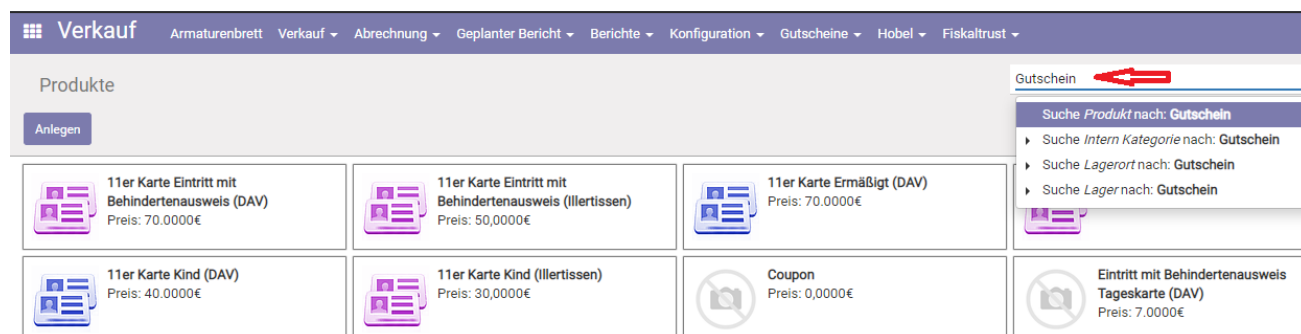 Verkauf Armaturenbrett Verkauf Abrechnung Geplanter Bericht Berichte Konfiguration Gutscheine Hobel Fiskaltrust
Produkte
Gutschein
Anlegen
Suche Produkt nach: Gutschein
Suche Intern Kategorie nach: Gutschein
Suche Lagerort nach: Gutschein
Suche Lager nach: Gutschein
11er Karte Eintritt mit
Behindertenausweis (DAV)
Preis: 70.0000€
11er Karte Eintritt mit
Behindertenausweis (Illertissen)
Preis: 50,0000€
11er Karte Ermäßigt (DAV)
Preis: 70.0000€
11er Karte Kind (DAV)
Preis: 40.0000€
11er Karte Kind (Illertissen)
Preis: 30,0000€
Coupon
Preis: 0,0000€
Eintritt mit Behindertenausweis
Tageskarte (DAV)
Preis: 7.0000€